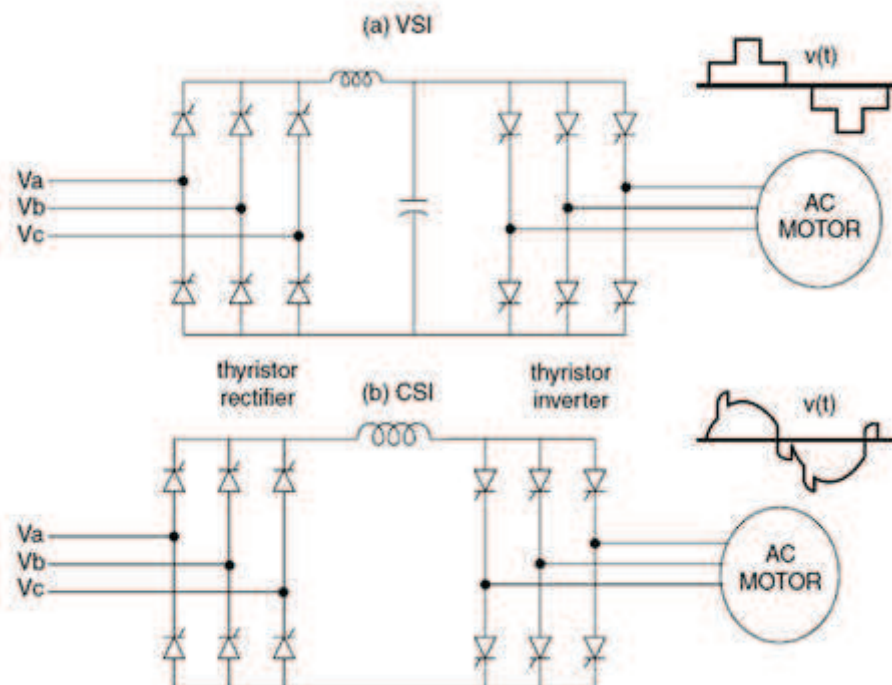 (a) VSI
v(t)
Va
Vb
Vc
AC
MOTOR
thyristor
rectifier
(b) CSI
thyristor
inverter
v(t)
Va
Vb
Vc
AC
MOTOR